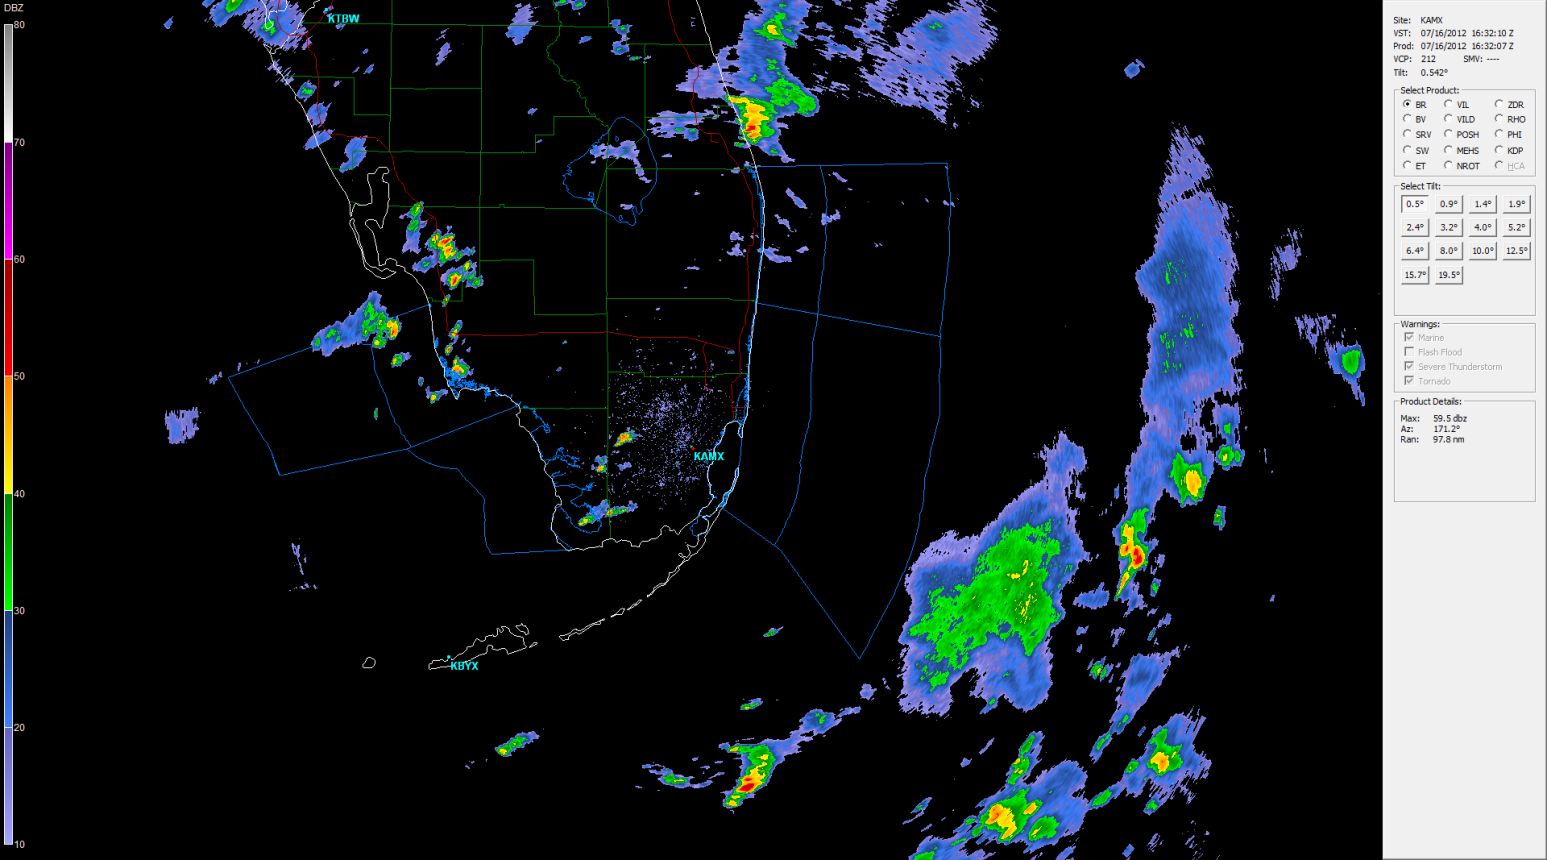 DBZ
80
70
60
50
40
30
20
10
KTBW
KAMX
KBYX
Site: KAMX
VST: 07/16/2012 16:32:10 Z
Prod: 07/16/2012 16:32:07 Z
VCP: 212 SMV: ----
Tilt: 0.542°
Select Product:
BR VIL ZDR
BV VILD RHO
SRV POSH PHI
SW MEHS KDP
ET NROT HCA
Select Tilt:
0.5° 0.9° 1.4° 1.9°
2.4° 3.2° 4.0° 5.2°
6.4° 8.0° 10.0° 12.5°
15.7° 19.5°
Warnings:
Marine
Flash Flood
Severe Thunderstorm
Tornado
Product Details:
Max: 59.5 dbz
Az: 171.2°
Ran: 97.8 nm